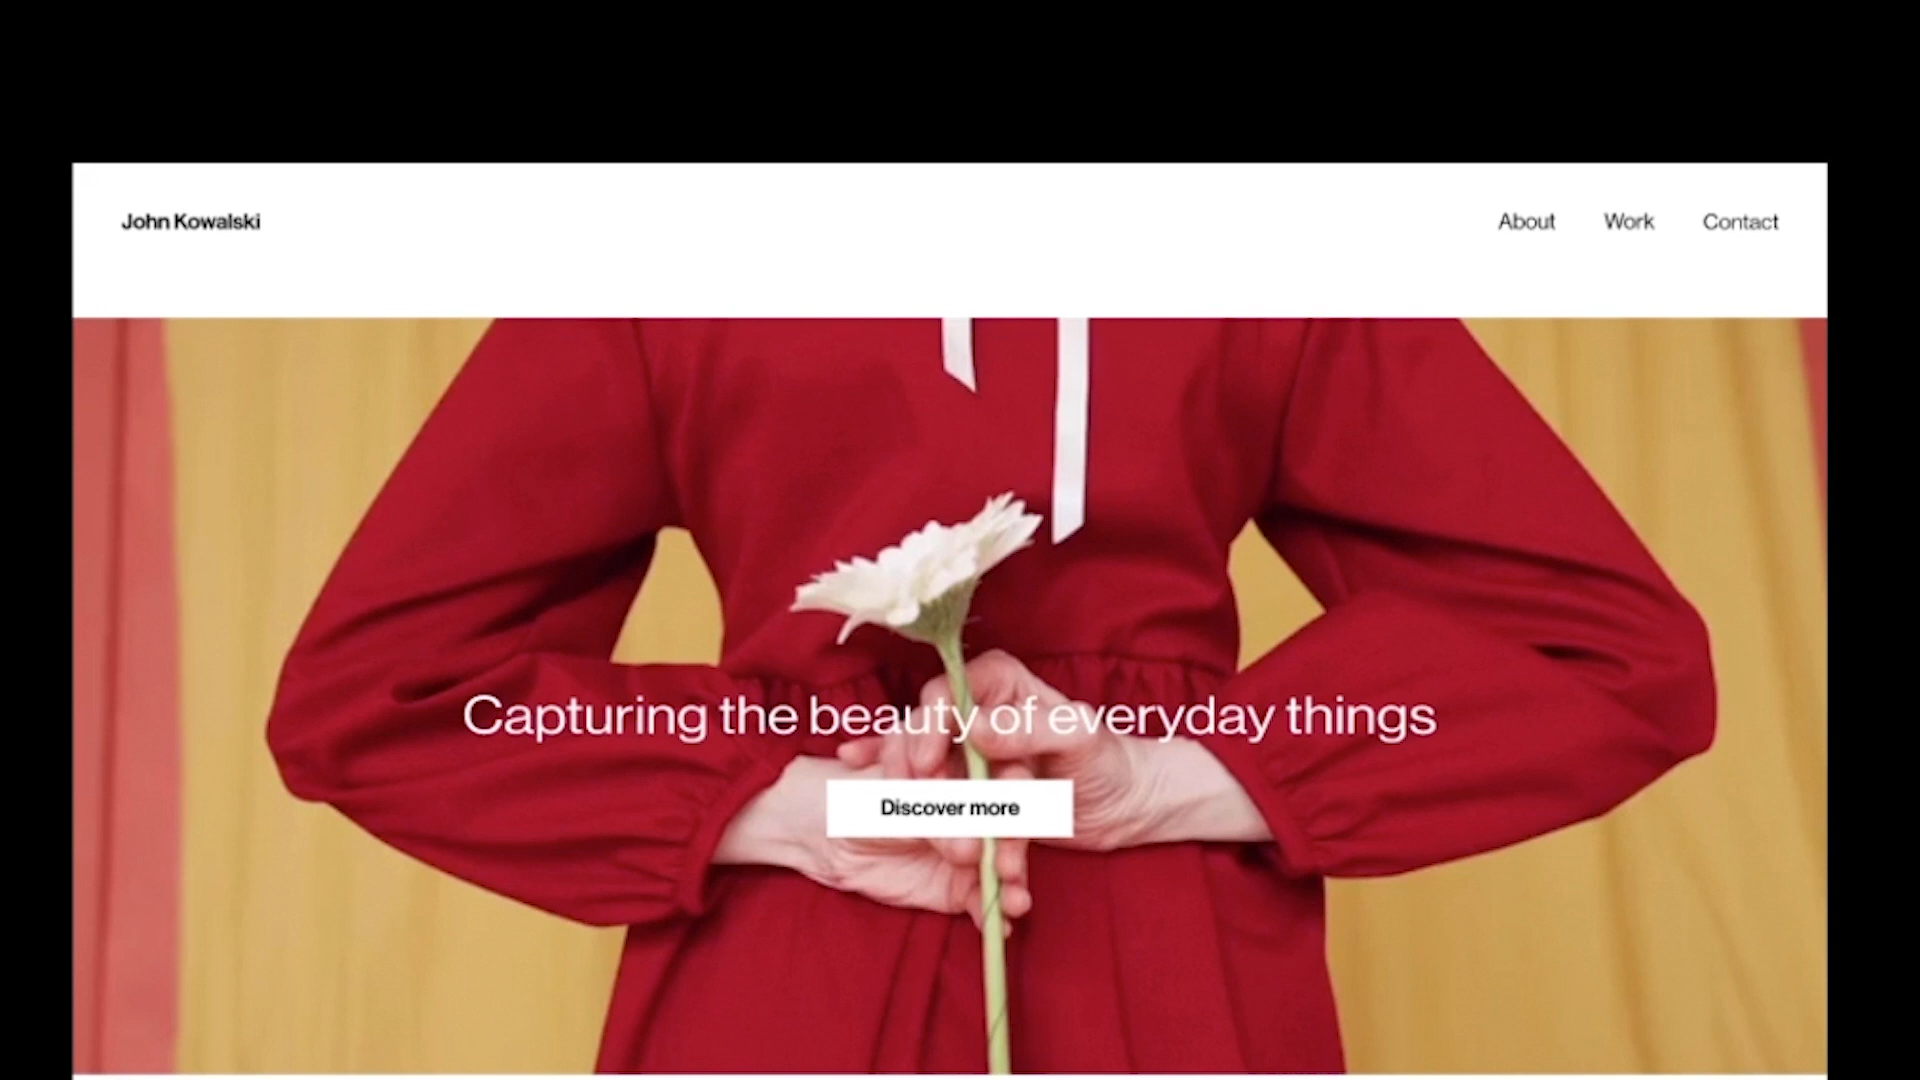 John Kowalski
About Work Contact
Capturing the beauty of everyday things
Discover more